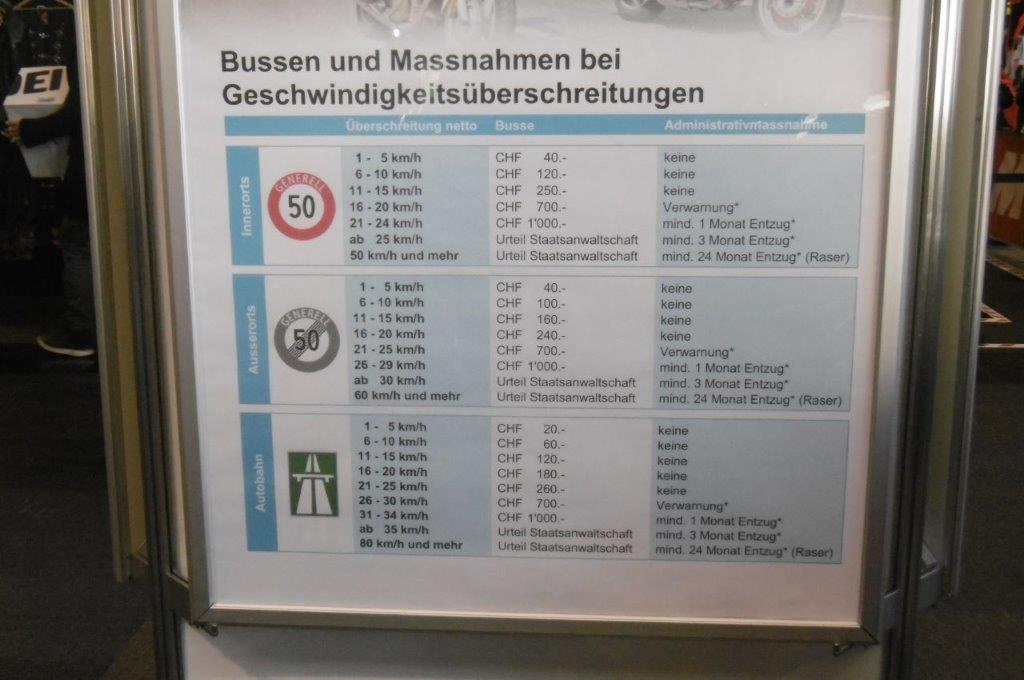 EI
Bussen und Massnahmen bei
Geschwindigkeitsüberschreitungen
Überschreitung netto Busse Administrativmassnahme
Innerorts
GENERELL
50
1 - 5 km/h CHF 40.- keine
6 - 10 km/h CHF 120.- keine
11 - 15 km/h CHF 250.- keine
16 - 20 km/h CHF 700.- Verwarnung*
21 - 24 km/h CHF 1'000.- mind. 1 Monat Entzug*
ab 25 km/h Urteil Staatsanwaltschaft mind. 3 Monat Entzug*
50 km/h und mehr Urteil Staatsanwaltschaft mind. 24 Monat Entzug* (Raser)
Ausserorts
GENERELL
50
1 - 5 km/h CHF 40.- keine
6 - 10 km/h CHF 100.- keine
11 - 15 km/h CHF 160.- keine
16 - 20 km/h CHF 240.- keine
21 - 25 km/h CHF 700.- Verwarnung*
26 - 29 km/h CHF 1'000.- mind. 1 Monat Entzug*
ab 30 km/h Urteil Staatsanwaltschaft mind. 3 Monat Entzug*
60 km/h und mehr Urteil Staatsanwaltschaft mind. 24 Monat Entzug* (Raser)
Autobahn
1 - 5 km/h CHF 20.- keine
6 - 10 km/h CHF 60.- keine
11 - 15 km/h CHF 120.- keine
16 - 20 km/h CHF 180.- keine
21 - 25 km/h CHF 260.- keine
26 - 30 km/h CHF 700.- Verwarnung*
31 - 34 km/h CHF 1'000.- mind. 1 Monat Entzug*
ab 35 km/h Urteil Staatsanwaltschaft mind. 3 Monat Entzug*
80 km/h und mehr Urteil Staatsanwaltschaft mind. 24 Monat Entzug* (Raser)